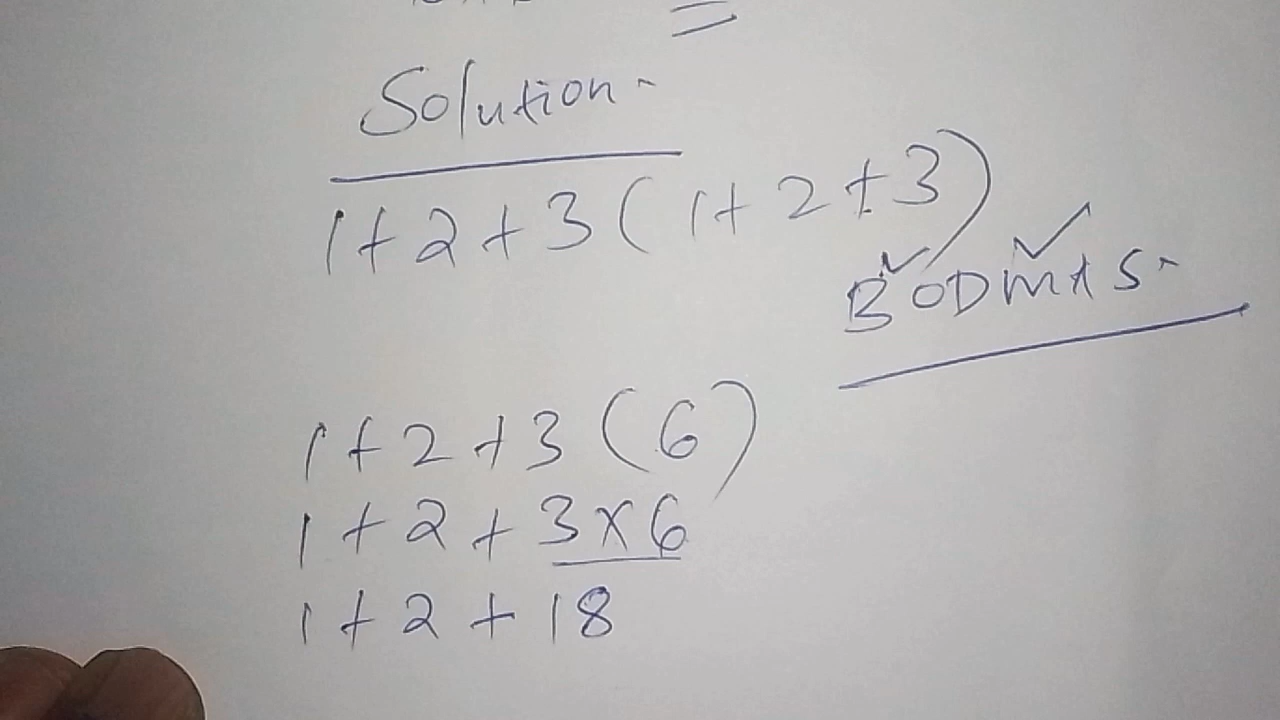 =
Solution.
1+2+3(1+2+3)
BODMAS.
1+2+3(6)
1+2+3×6
1+2+18